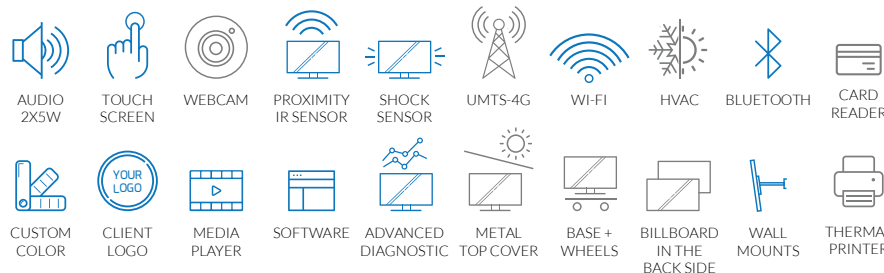 AUDIO
2X5W
TOUCH
SCREEN
WEBCAM
PROXIMITY
IR SENSOR
SHOCK
SENSOR
UMTS-4G
WI-FI
HVAC
BLUETOOTH
CARD
READER
YOUR
LOGO
CUSTOM
COLOR
CLIENT
LOGO
MEDIA
PLAYER
SOFTWARE
ADVANCED
DIAGNOSTIC
METAL
TOP COVER
BASE +
WHEELS
BILLBOARD
IN THE
BACK SIDE
WALL
MOUNTS
THERMA
PRINTER